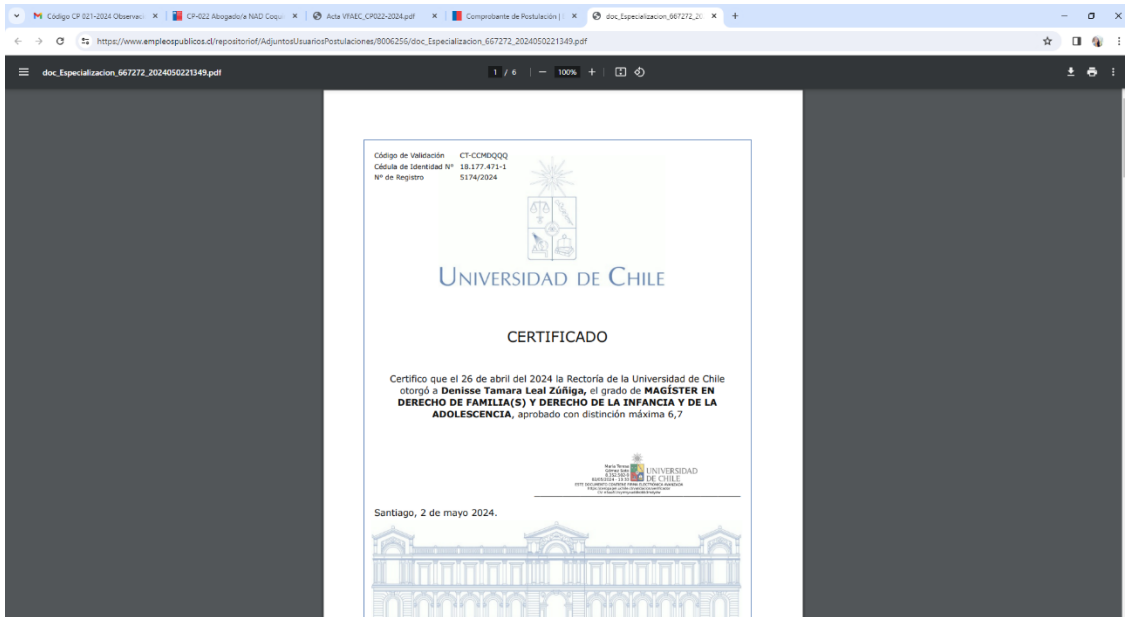 Código CP 021-2024 Observaci
CP-022 Abogado/a NAD Coqui
Acta VFAEC_CP022-2024.pdf
Comprobante de Postulación |
doc_Especializacion_667272_20
https://www.empleospublicos.cl/repositoriof/AdjuntosUsuariosPostulaciones/8006256/doc_Especializacion_667272_2024050221349.pdf
doc_Especializacion_667272_2024050221349.pdf
1 / 6
100%
Código de Validación CT-CCMDQQQ
Cédula de Identidad N° 18.177.471-1
N° de Registro 5174/2024
UNIVERSIDAD DE CHILE
CERTIFICADO
Certifico que el 26 de abril del 2024 la Rectoría de la Universidad de Chile
otorgó a Denisse Tamara Leal Zúñiga, el grado de MAGÍSTER EN
DERECHO DE FAMILIA(S) Y DERECHO DE LA INFANCIA Y DE LA
ADOLESCENCIA, aprobado con distinción máxima 6,7
UNIVERSIDAD
DE CHILE
Santiago, 2 de mayo 2024.